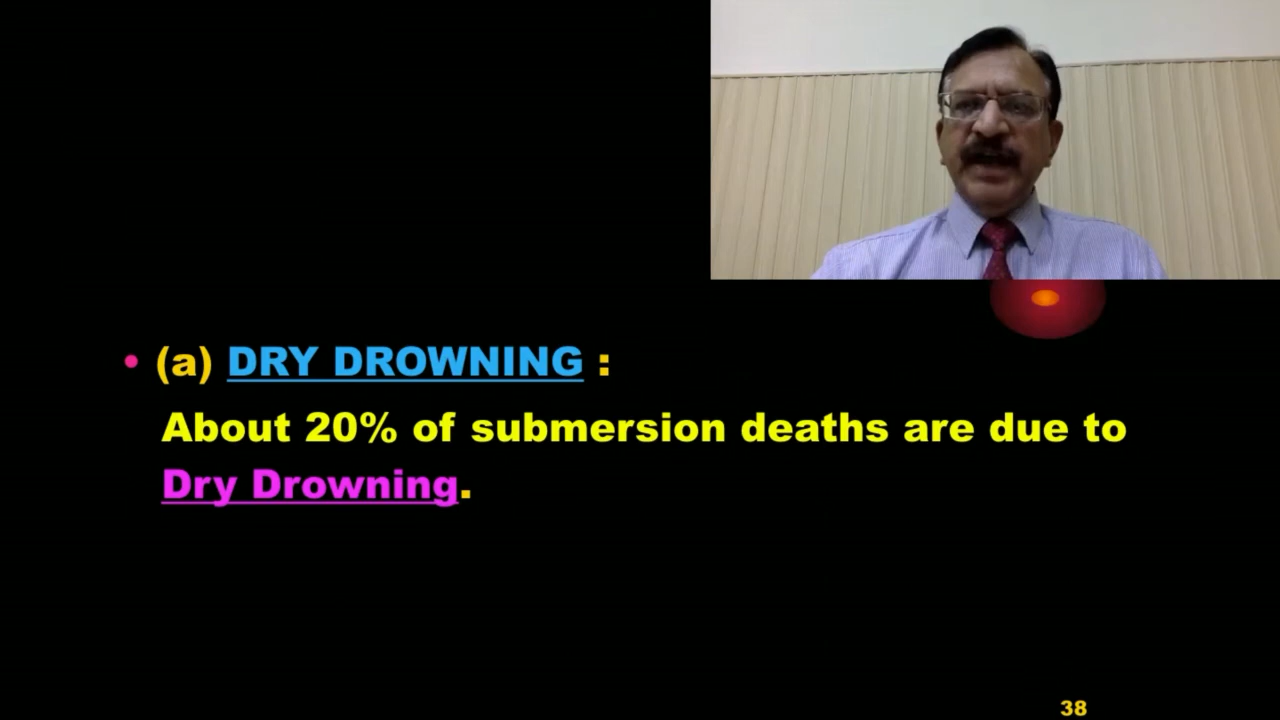 • (a) DRY DROWNING :
About 20% of submersion deaths are due to
Dry Drowning.
38